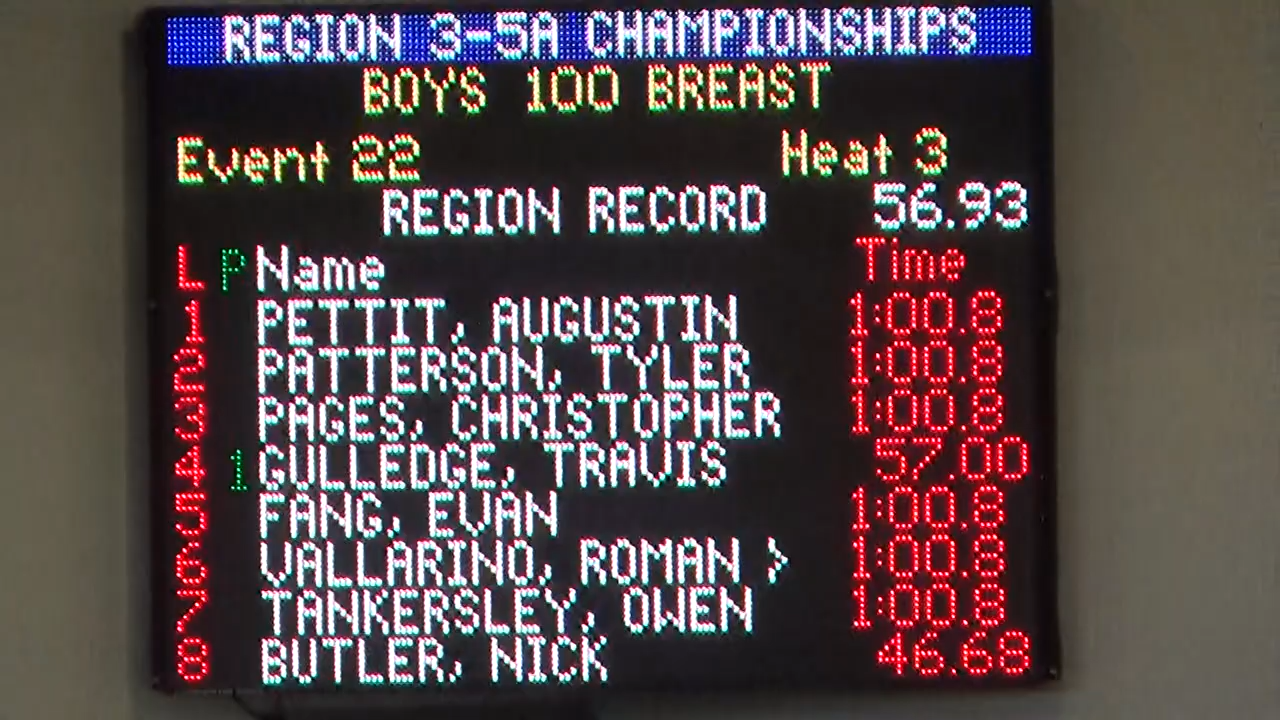 REGION 3-5A CHAMPIONSHIPS
BOYS 100 BREAST
Event 22 Heat 3
REGION RECORD 56.93
L P Name Time
1 PETTIT, AUGUSTIN 1:00.8
2 PATTERSON, TYLER 1:00.8
3 PAGES, CHRISTOPHER 1:00.8
4 1 GULLEDGE, TRAVIS 57.00
5 FANG, EVAN 1:00.8
6 VALLARINO, ROMAN > 1:00.8
7 TANKERSLEY, OWEN 1:00.8
8 BUTLER, NICK 46.68